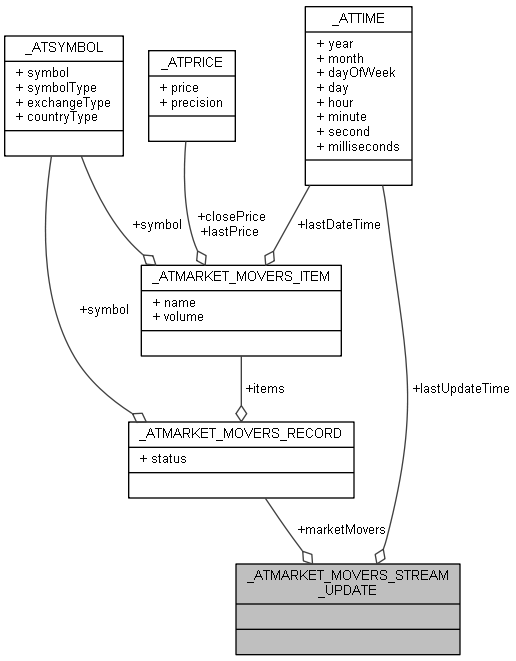 _ATSYMBOL
+ symbol
+ symbolType
+ exchangeType
+ countryType
_ATPRICE
+ price
+ precision
_ATTIME
+ year
+ month
+ dayOfWeek
+ day
+ hour
+ minute
+ second
+ milliseconds
+symbol
+closePrice
+lastPrice
+lastDateTime
_ATMARKET_MOVERS_ITEM
+ name
+ volume
+symbol
+items
+lastUpdateTime
_ATMARKET_MOVERS_RECORD
+ status
+marketMovers
_ATMARKET_MOVERS_STREAM
_UPDATE